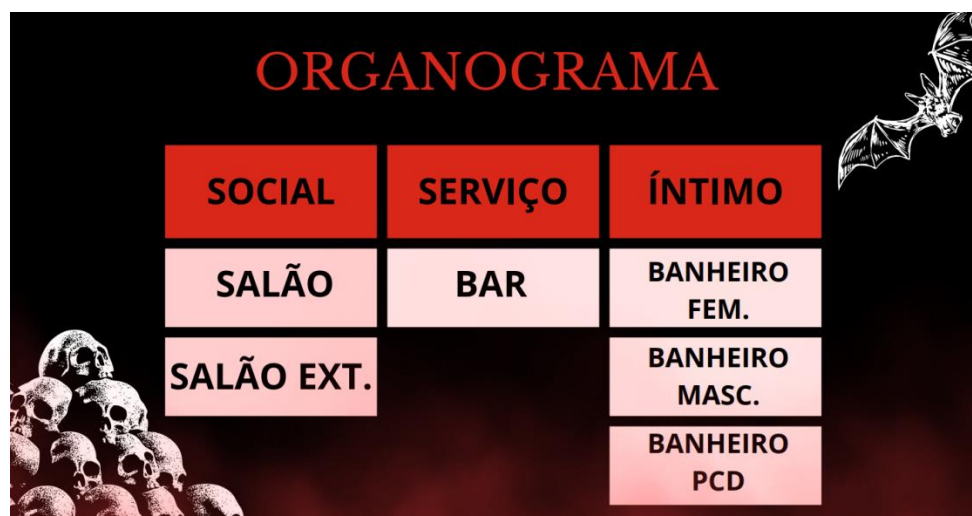 ORGANOGRAMA
SOCIAL
SERVIÇO
ÍNTIMO
SALÃO
BAR
BANHEIRO
FEM.
SALÃO EXT.
BANHEIRO
MASC.
BANHEIRO
PCD